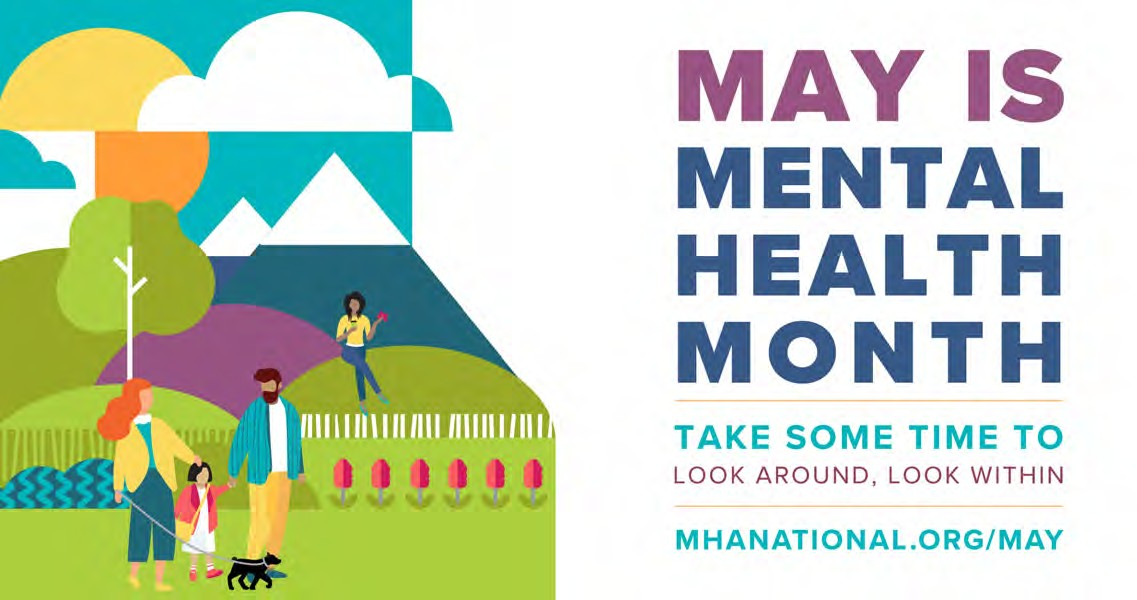 MAY IS
MENTAL
HEALTH
MONTH
TAKE SOME TIME TO
LOOK AROUND, LOOK WITHIN
MHANATIONAL.ORG/MAY